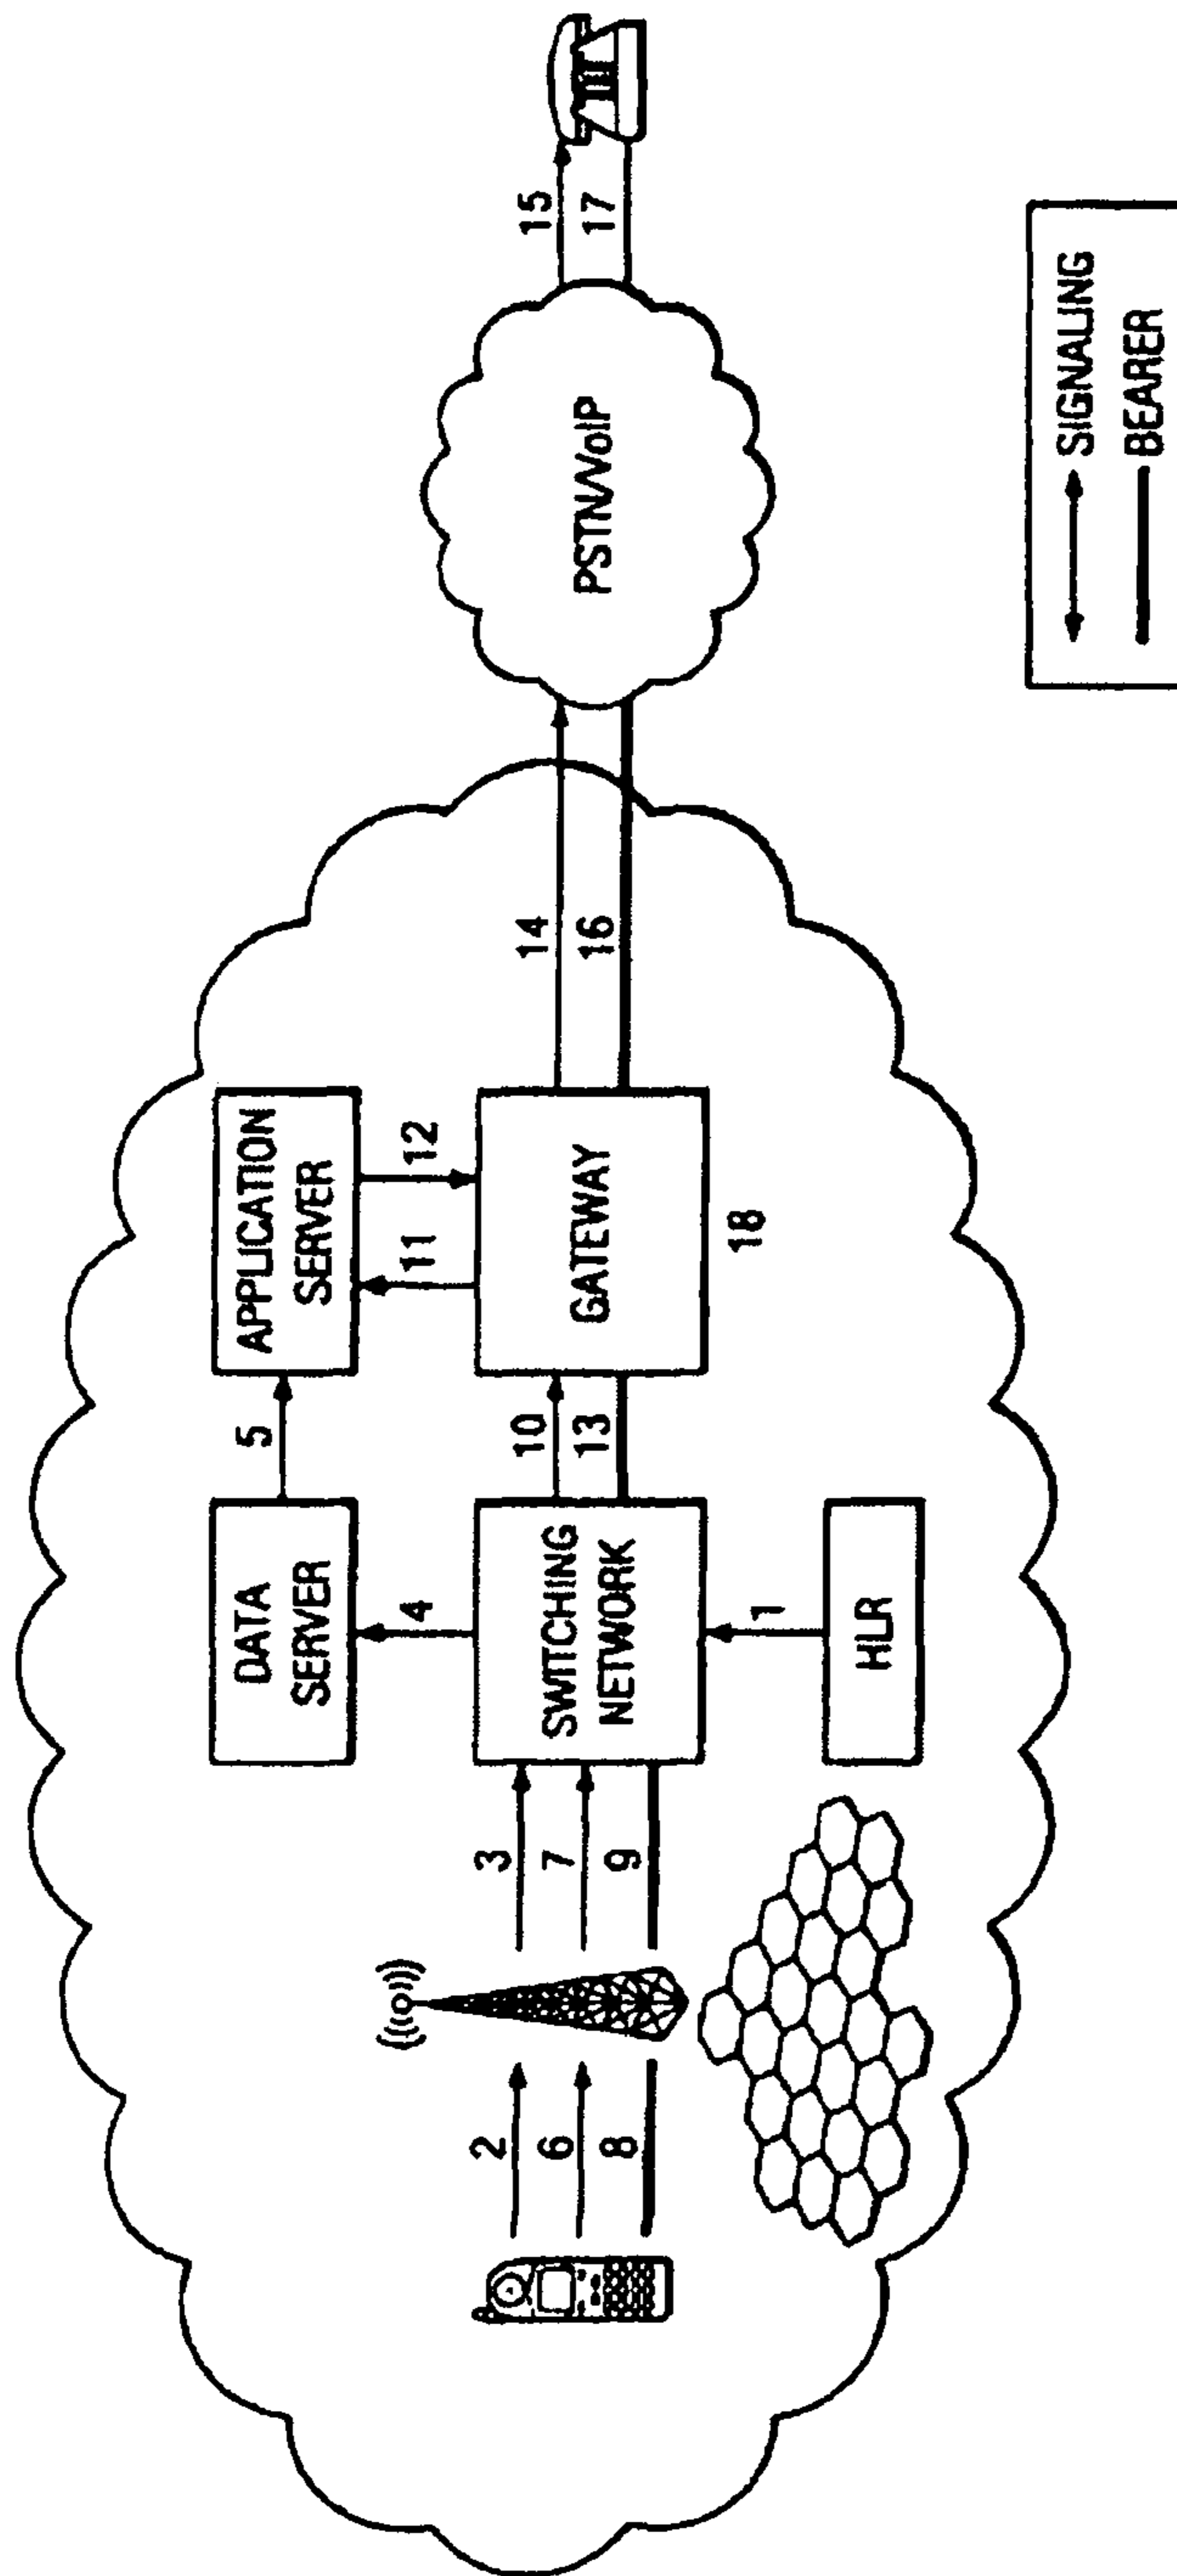 DATA
SERVER
5
APPLICATION
SERVER
4
11
12
2
3
6
7
8
9
SWITCHING
NETWORK
10
13
GATEWAY
18
14
16
PSTN/VoIP
15
17
1
HLR
SIGNALING
BEARER